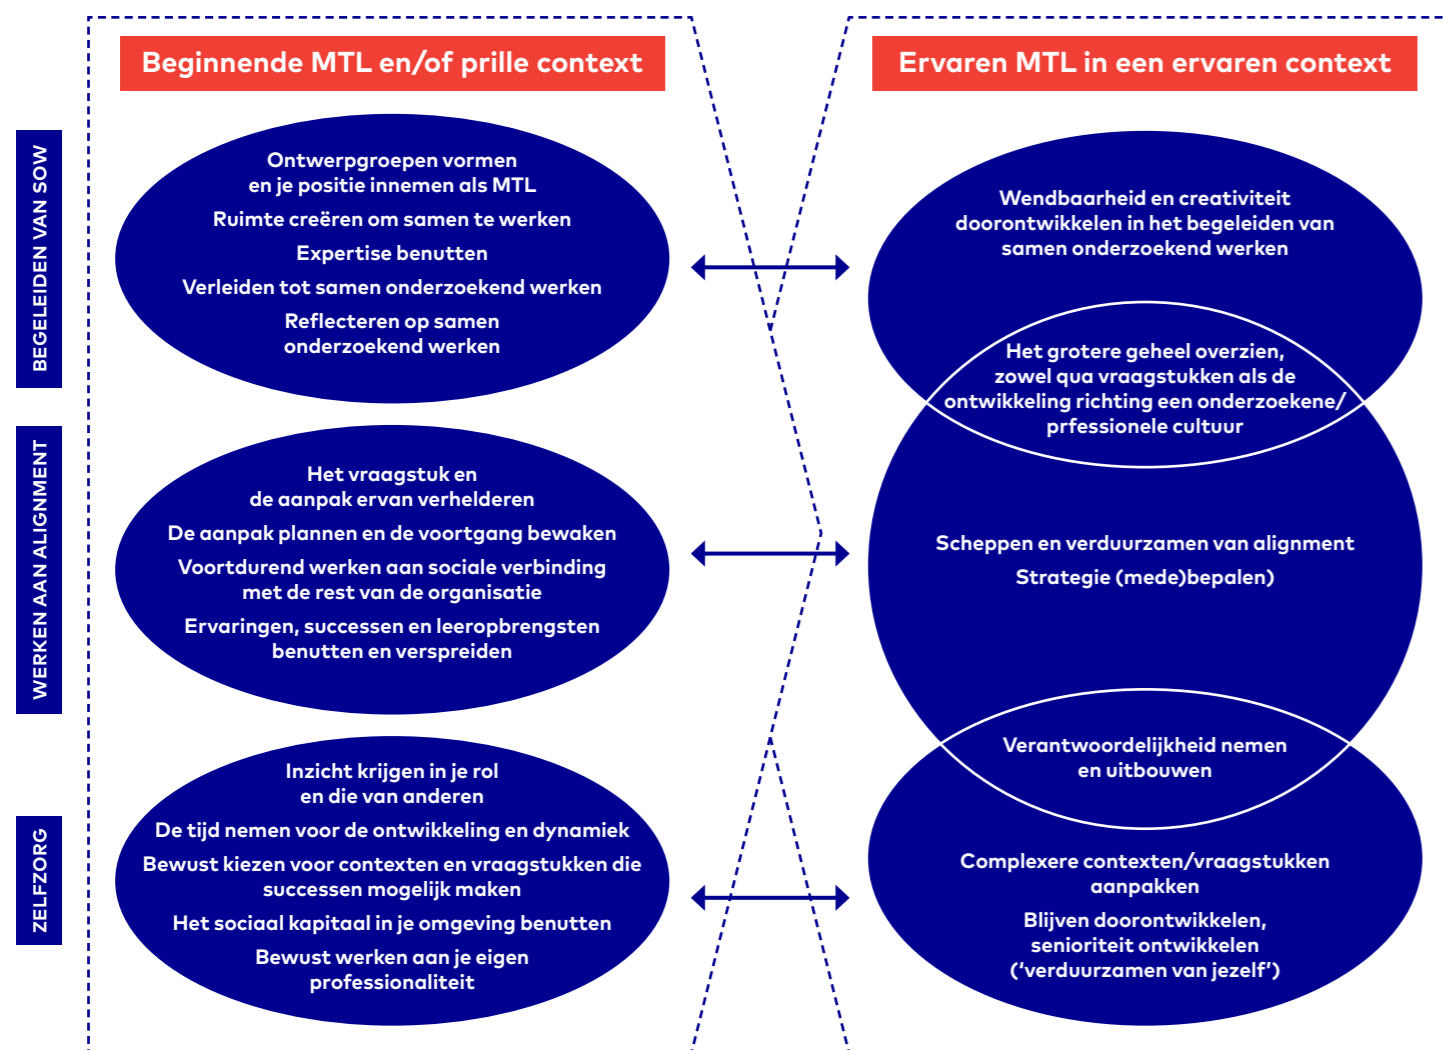 Beginnende MTL en/of prille context
Ervaren MTL in een ervaren context
BEGELEIDEN VAN SOW
Ontwerpgroepen vormen
en je positie innemen als MTL
Ruimte creëren om samen te werken
Expertise benutten
Verleiden tot samen onderzoekend werken
Reflecteren op samen
onderzoekend werken
Wendbaarheid en creativiteit
doorontwikkelen in het begeleiden van
samen onderzoekend werken
Het grotere geheel overzien,
zowel qua vraagstukken als de
ontwikkeling richting een onderzoekene/
prfessionele cultuur
WERKEN AAN ALIGNMENT
Het vraagstuk en
de aanpak ervan verhelderen
De aanpak plannen en de voortgang bewaken
Voortdurend werken aan sociale verbinding
met de rest van de organisatie
Ervaringen, successen en leeropbrengsten
benutten en verspreiden
Scheppen en verduurzamen van alignment
Strategie (mede)bepalen)
Verantwoordelijkheid nemen
en uitbouwen
ZELFZORG
Inzicht krijgen in je rol
en die van anderen
De tijd nemen voor de ontwikkeling en dynamiek
Bewust kiezen voor contexten en vraagstukken die
successen mogelijk maken
Het sociaal kapitaal in je omgeving benutten
Bewust werken aan je eigen
professionaliteit
Complexere contexten/vraagstukken
aanpakken
Blijven doorontwikkelen,
senioriteit ontwikkelen
('verduurzamen van jezelf')